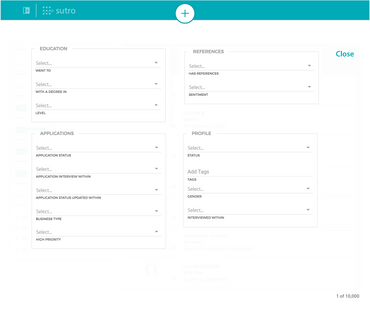 sutro
+
EDUCATION
Select...
WENT TO
Select...
WITH A DEGREE IN
Select...
LEVEL
REFERENCES
Select...
HAS REFERENCES
Select...
SENTIMENT
Close
APPLICATIONS
Select...
APPLICATION STATUS
Select...
APPLICATION INTERVIEW WITHIN
Select...
APPLICATION STATUS UPDATED WITHIN
Select...
BUSINESS TYPE
Select...
HIGH PRIORITY
PROFILE
Select...
STATUS
Add Tags
TAGS
Select...
GENDER
Select...
INTERVIEWED WITHIN
1 of 10,000